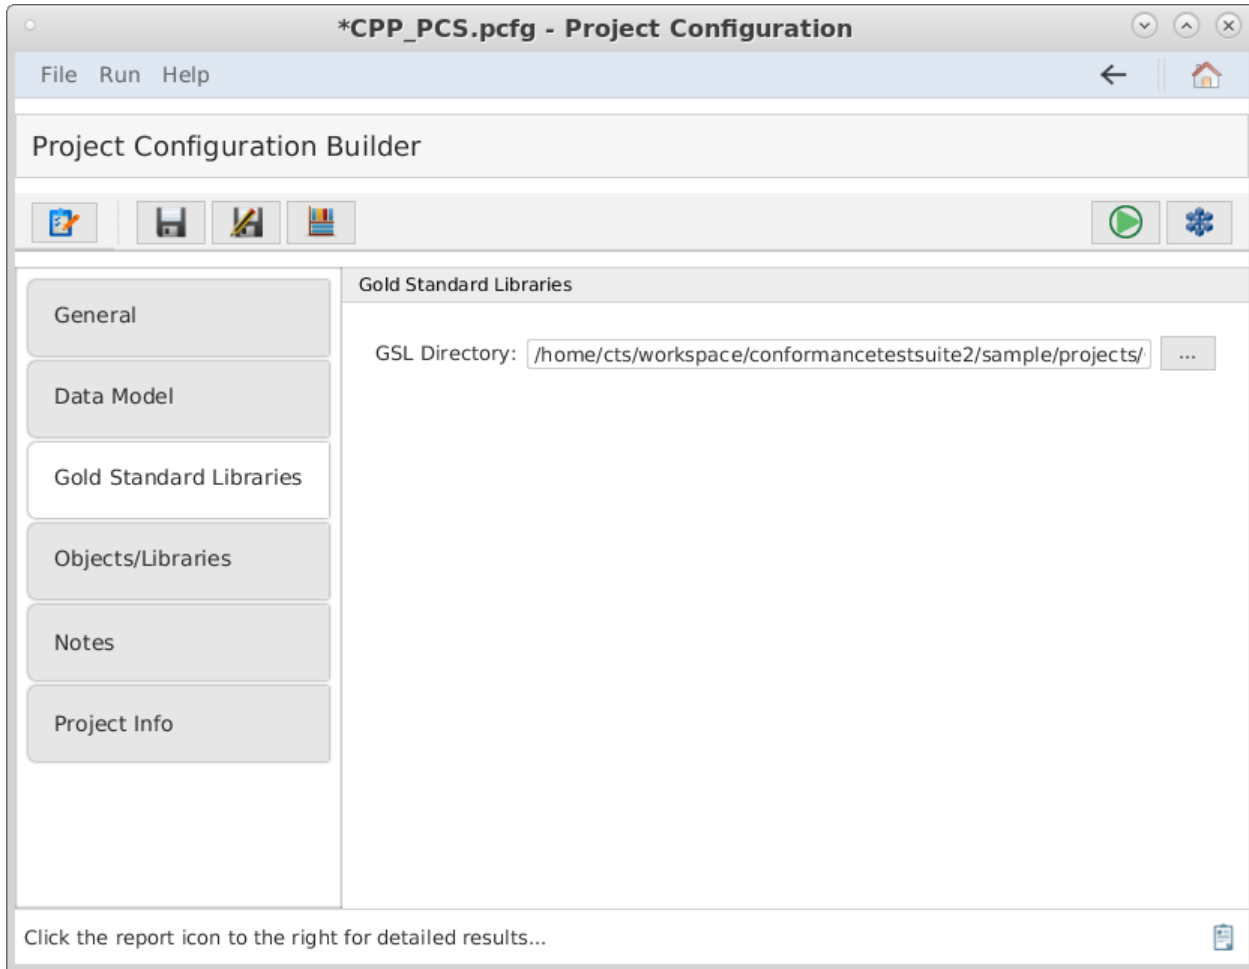 *CPP_PCS.pcfg - Project Configuration
File Run Help
Project Configuration Builder
General
Data Model
Gold Standard Libraries
Objects/Libraries
Notes
Project Info
Gold Standard Libraries
GSL Directory: /home/cts/workspace/conformancetestsuite2/sample/projects/ ...
Click the report icon to the right for detailed results...